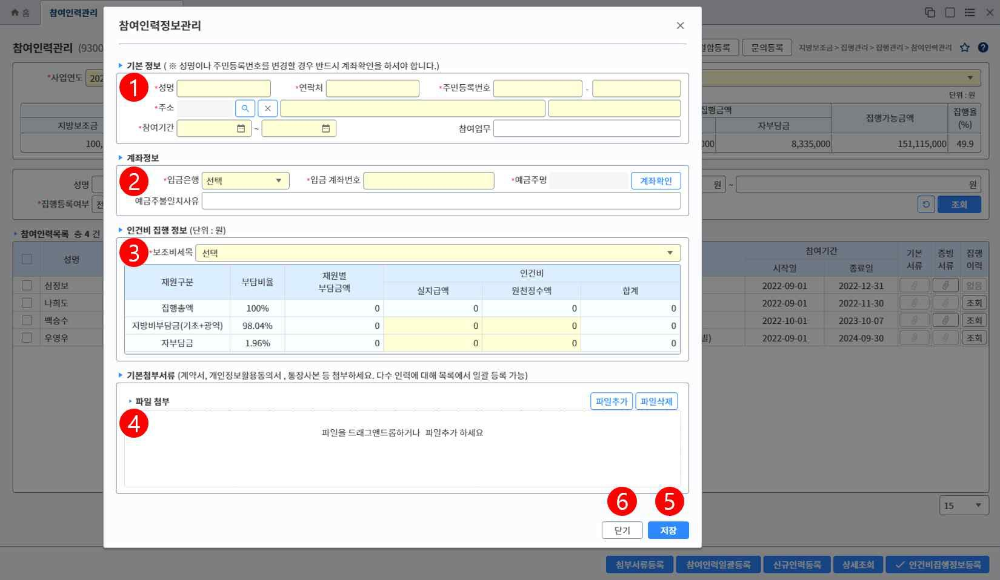 홈 참여인력관리
참여인력관리 (9300
문의등록 지방보조금 > 집행관리 > 집행관리 > 참여인력관리
*사업연도 202
단위 : 원
집행금액 집행가능금액 집행율 (%)
지방보조금 자부담금
100, 000 8,335,000 151,115,000 49.9
성명 원 ~ 원
*집행등록여부 전 조회
참여인력목록 총 4 건
성명 참여기간 기본서류 증빙서류 집행이력
시작일 종료일
심정보 2022-09-01 2022-12-31 없음
나희도 2022-09-01 2022-11-30 조회
백승수 2022-10-01 2023-10-07 조회
우영우 2022-09-01 2024-09-30 조회
15
첨부서류등록 참여인력일괄등록 신규인력등록 상세조회 인건비집행정보등록
참여인력정보관리
기본 정보 ( ※ 성명이나 주민등록번호를 변경할 경우 반드시 계좌확인을 하셔야 합니다.)
1 *성명 *연락처 *주민등록번호 -
*주소
*참여기간 ~ 참여업무
계좌정보
2 *입금은행 선택 *입금 계좌번호 *예금주명 계좌확인
예금주불일치사유
인건비 집행 정보 (단위 : 원)
3 *보조비세목 선택
재원구분 부담비율 재원별 부담금액 인건비
실지급액 원천징수액 합계
집행총액 100% 0 0 0 0
지방비부담금(기초+광역) 98.04% 0 0 0 0
자부담금 1.96% 0 0 0 0
기본첨부서류 (계약서, 개인정보활용동의서 , 통장사본 등 첨부하세요. 다수 인력에 대해 목록에서 일괄 등록 가능)
파일 첨부 파일추가 파일삭제
4
파일을 드래그앤드롭하거나 파일추가 하세요
6 5
닫기 저장